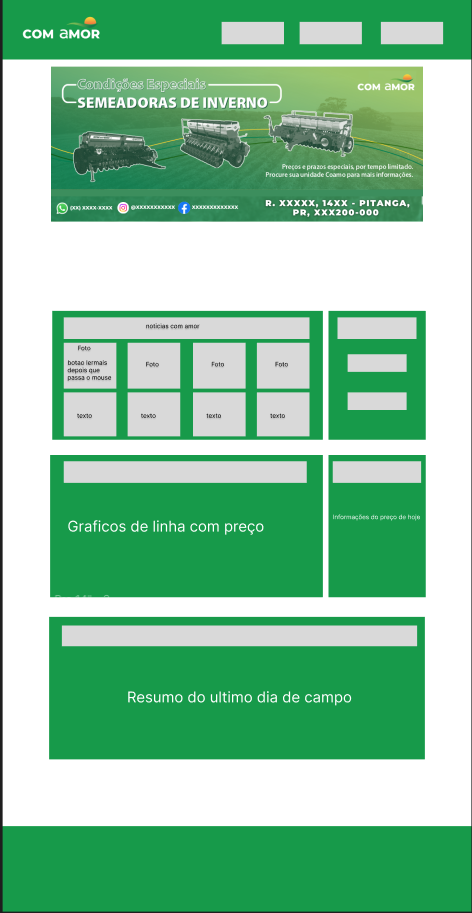 COM AMOR
Condições Especiais
SEMEADORAS DE INVERNO
COM AMOR
Preços e prazos especiais, por tempo limitado.
Procure sua unidade Coamo para mais informações.
(XX) XXXX-XXXX
@XXXXXXXXXXX
XXXXXXXXXXXXX
R. XXXXX, 14XX - PITANGA,
PR, XXX200-000
noticias com amor
Foto
botao lermais
depois que
passa o mouse
Foto
Foto
Foto
texto
texto
texto
texto
Graficos de linha com preço
Informações do preço de hoje
Resumo do ultimo dia de campo